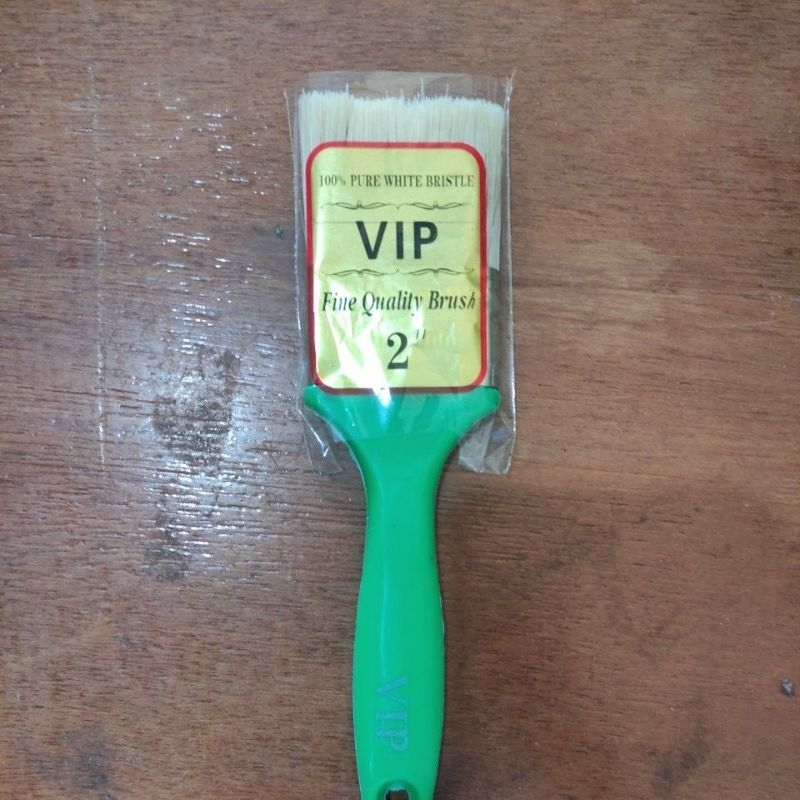 100% PURE WHITE BRISTLE
VIP
Fine Quality Brush
2"
VIP